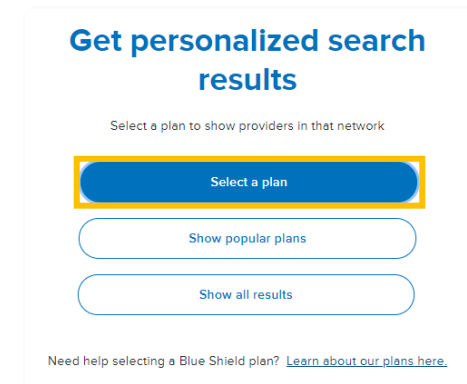 Get personalized search
results
Select a plan to show providers in that network
Select a plan
Show popular plans
Show all results
Need help selecting a Blue Shield plan? Learn about our plans here.